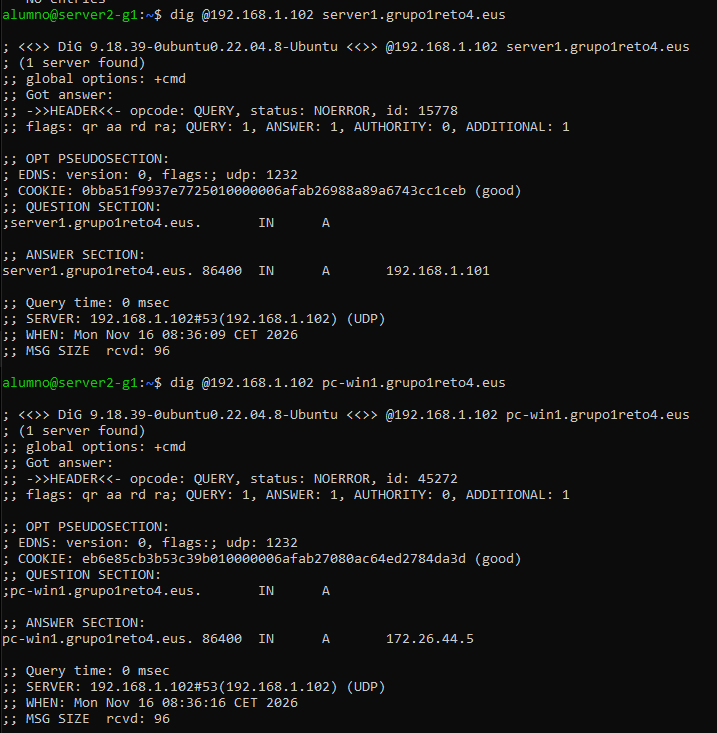 No entries
alumno@server2-g1:~$ dig @192.168.1.102 server1.grupo1reto4.eus

; <<>> DiG 9.18.39-0ubuntu0.22.04.8-Ubuntu <<>> @192.168.1.102 server1.grupo1reto4.eus
; (1 server found)
;; global options: +cmd
;; Got answer:
;; ->>HEADER<<- opcode: QUERY, status: NOERROR, id: 15778
;; flags: qr aa rd ra; QUERY: 1, ANSWER: 1, AUTHORITY: 0, ADDITIONAL: 1

;; OPT PSEUDOSECTION:
; EDNS: version: 0, flags:; udp: 1232
; COOKIE: 0bba51f9937e7725010000006afab26988a89a6743cc1ceb (good)
;; QUESTION SECTION:
;server1.grupo1reto4.eus.       IN      A

;; ANSWER SECTION:
server1.grupo1reto4.eus. 86400  IN      A       192.168.1.101

;; Query time: 0 msec
;; SERVER: 192.168.1.102#53(192.168.1.102) (UDP)
;; WHEN: Mon Nov 16 08:36:09 CET 2026
;; MSG SIZE  rcvd: 96

alumno@server2-g1:~$ dig @192.168.1.102 pc-win1.grupo1reto4.eus

; <<>> DiG 9.18.39-0ubuntu0.22.04.8-Ubuntu <<>> @192.168.1.102 pc-win1.grupo1reto4.eus
; (1 server found)
;; global options: +cmd
;; Got answer:
;; ->>HEADER<<- opcode: QUERY, status: NOERROR, id: 45272
;; flags: qr aa rd ra; QUERY: 1, ANSWER: 1, AUTHORITY: 0, ADDITIONAL: 1

;; OPT PSEUDOSECTION:
; EDNS: version: 0, flags:; udp: 1232
; COOKIE: eb6e85cb3b53c39b010000006afab27080ac64ed2784da3d (good)
;; QUESTION SECTION:
;pc-win1.grupo1reto4.eus.       IN      A

;; ANSWER SECTION:
pc-win1.grupo1reto4.eus. 86400  IN      A       172.26.44.5

;; Query time: 0 msec
;; SERVER: 192.168.1.102#53(192.168.1.102) (UDP)
;; WHEN: Mon Nov 16 08:36:16 CET 2026
;; MSG SIZE  rcvd: 96